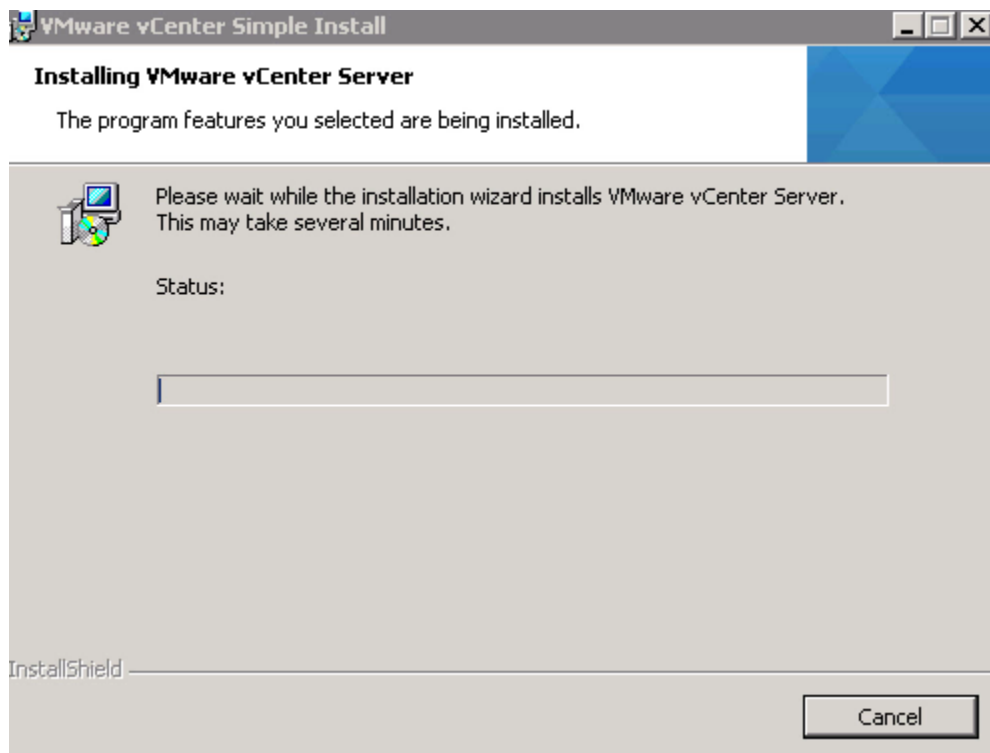 VMware vCenter Simple Install
Installing VMware vCenter Server
The program features you selected are being installed.
Please wait while the installation wizard installs VMware vCenter Server.
This may take several minutes.
Status:
InstallShield
Cancel